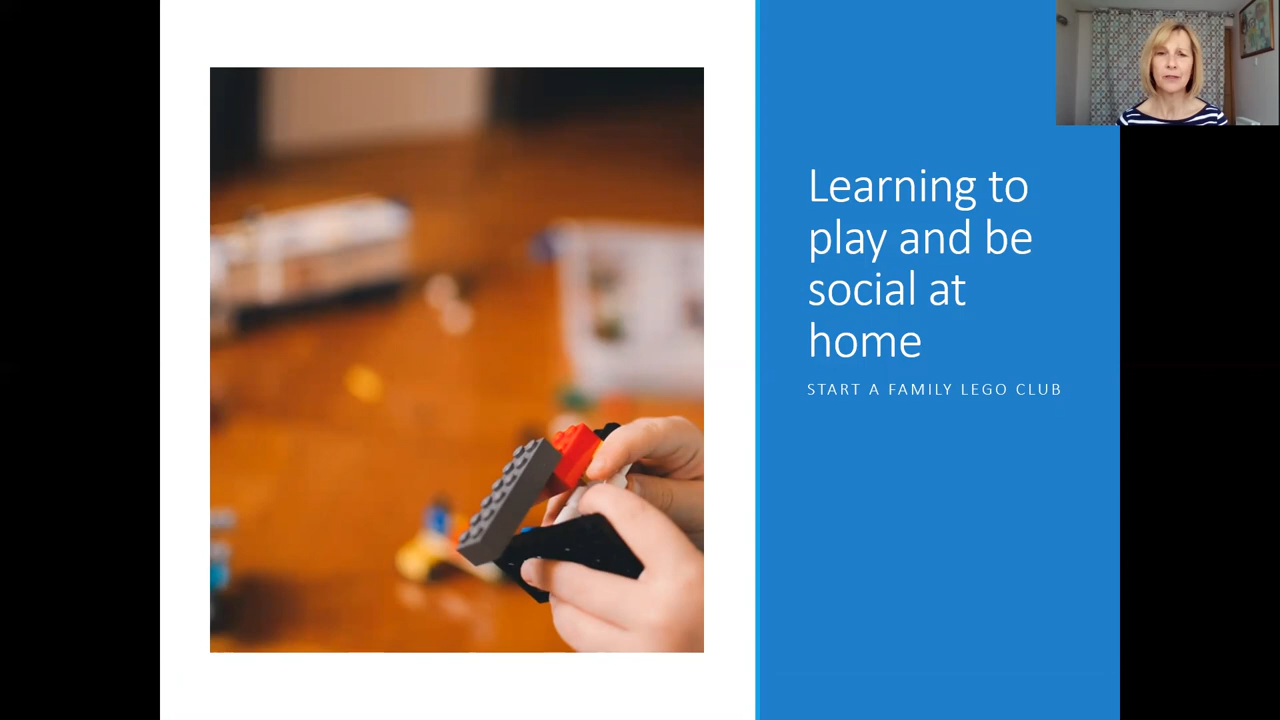 Learning to
play and be
social at
home
START A FAMILY LEGO CLUB